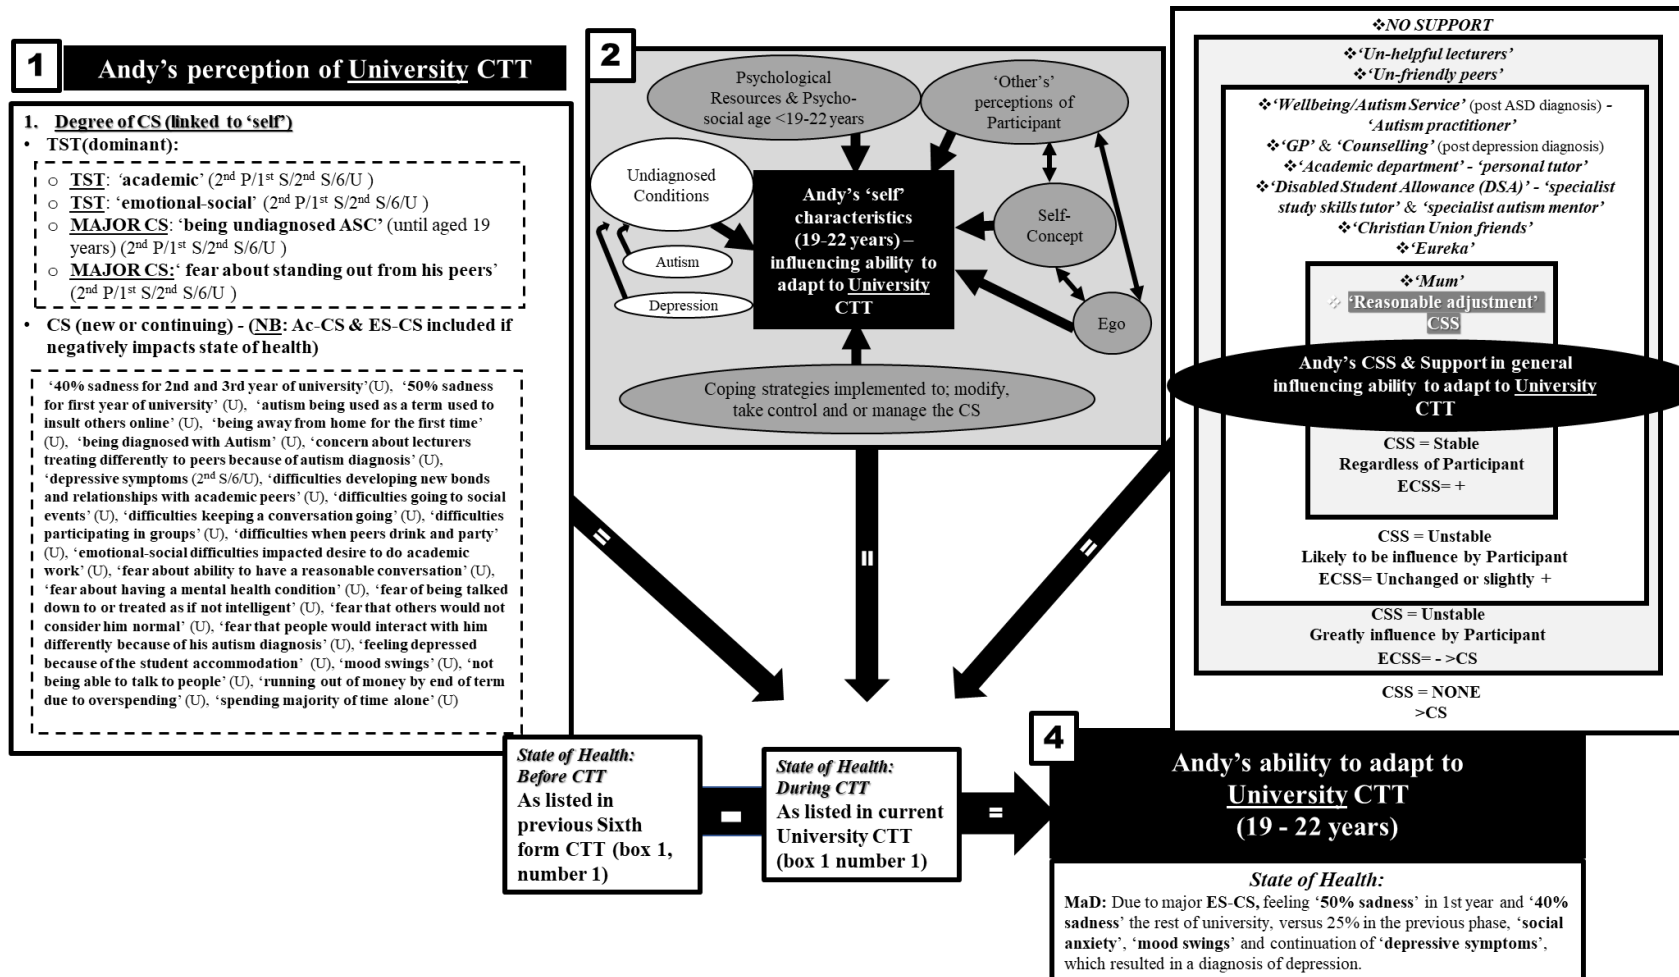 1
Andy's perception of University CTT
1. Degree of CS (linked to 'self')
• TST(dominant):
o TST: 'academic' (2nd P/1st S/2nd S/6/U )
o TST: 'emotional-social' (2nd P/1st S/2nd S/6/U )
o MAJOR CS: 'being undiagnosed ASC' (until aged 19
years) (2nd P/1st S/2nd S/6/U )
o MAJOR CS:' fear about standing out from his peers'
(2nd P/1st S/2nd S/6/U )
• CS (new or continuing) - (NB: Ac-CS & ES-CS included if
negatively impacts state of health)
'40% sadness for 2nd and 3rd year of university'(U), '50% sadness
for first year of university' (U), 'autism being used as a term used to
insult others online' (U), 'being away from home for the first time'
(U), 'being diagnosed with Autism' (U), 'concern about lecturers
treating differently to peers because of autism diagnosis' (U),
'depressive symptoms (2nd S/6/U), 'difficulties developing new bonds
and relationships with academic peers' (U), 'difficulties going to social
events' (U), 'difficulties keeping a conversation going' (U), 'difficulties
participating in groups' (U), 'difficulties when peers drink and party'
(U), 'emotional-social difficulties impacted desire to do academic
work' (U), 'fear about ability to have a reasonable conversation' (U),
'fear about having a mental health condition' (U), 'fear of being talked
down to or treated as if not intelligent' (U), 'fear that others would not
consider him normal' (U), 'fear that people would interact with him
differently because of his autism diagnosis' (U), 'feeling depressed
because of the student accommodation' (U), 'mood swings' (U), 'not
being able to talk to people' (U), 'running out of money by end of term
due to overspending' (U), 'spending majority of time alone' (U)
2
Psychological
Resources & Psycho-
social age <19-22 years
'Other's'
perceptions of
Participant
Undiagnosed
Conditions
Autism
Depression
Andy's 'self'
characteristics
(19-22 years) –
influencing ability to
adapt to University
CTT
Self-
Concept
Ego
Coping strategies implemented to; modify,
take control and or manage the CS
❖NO SUPPORT
❖'Un-helpful lecturers'
❖'Un-friendly peers'
❖'Wellbeing/Autism Service' (post ASD diagnosis) -
'Autism practitioner'
❖'GP' & 'Counselling' (post depression diagnosis)
❖'Academic department' - 'personal tutor'
❖'Disabled Student Allowance (DSA)' - 'specialist
study skills tutor' & 'specialist autism mentor'
❖'Christian Union friends'
❖'Eureka'
❖'Mum'
❖ 'Reasonable adjustment'
CSS
Andy's CSS & Support in general
influencing ability to adapt to University
CTT
CSS = Stable
Regardless of Participant
ECSS= +
CSS = Unstable
Likely to be influence by Participant
ECSS= Unchanged or slightly +
CSS = Unstable
Greatly influence by Participant
ECSS= - >CS
CSS = NONE
>CS
=
=
=
State of Health:
Before CTT
As listed in
previous Sixth
form CTT (box 1,
number 1)
-
State of Health:
During CTT
As listed in current
University CTT
(box 1 number 1)
=
4
Andy's ability to adapt to
University CTT
(19 - 22 years)
State of Health:
MaD: Due to major ES-CS, feeling '50% sadness' in 1st year and '40%
sadness' the rest of university, versus 25% in the previous phase, 'social
anxiety', 'mood swings' and continuation of 'depressive symptoms',
which resulted in a diagnosis of depression.